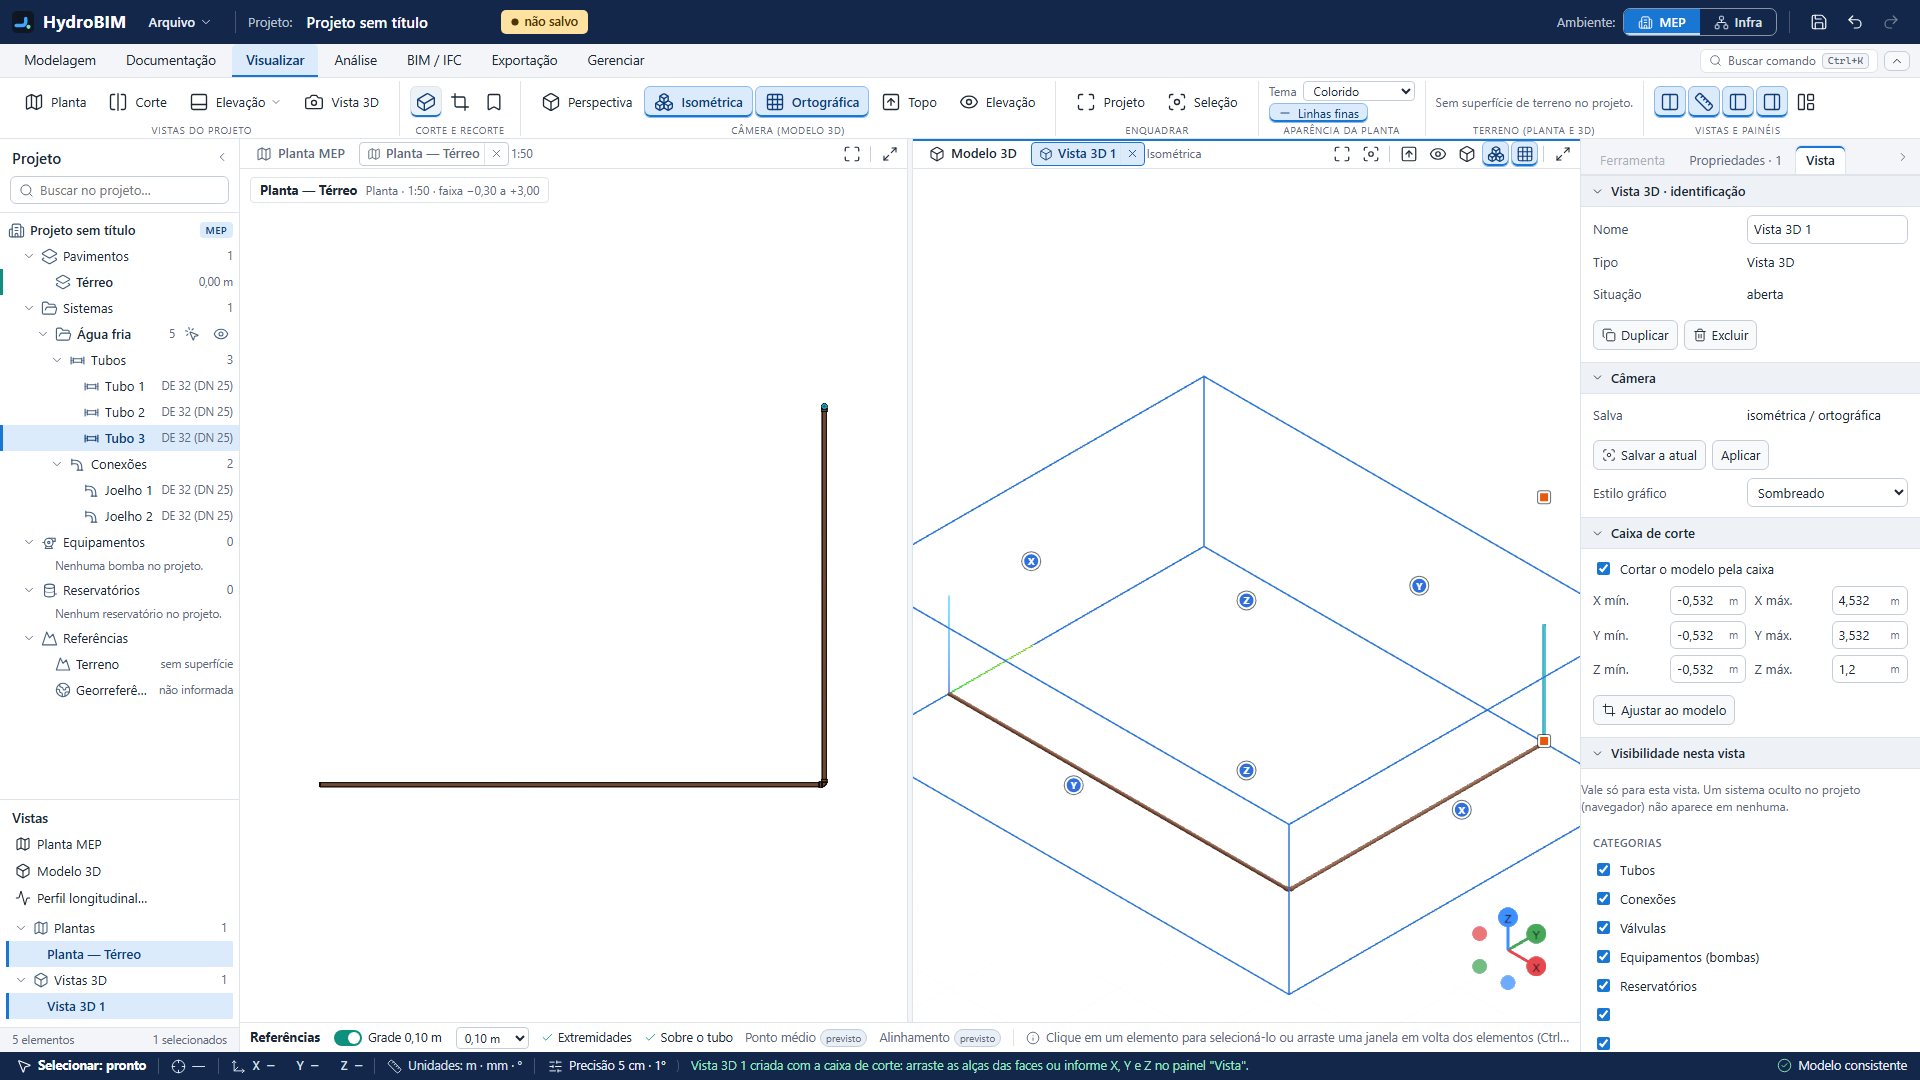 HydroBIM Arquivo Projeto: Projeto sem título não salvo Ambiente: MEP Infra
Modelagem Documentação Visualizar Análise BIM / IFC Exportação Gerenciar Buscar comando Ctrl+K
Planta Corte Elevação Vista 3D Perspectiva Isométrica Ortográfica Topo Elevação Projeto Seleção
Tema Colorido
Linhas finas
Sem superfície de terreno no projeto.
VISTAS DO PROJETO CORTE E RECORTE CÂMERA (MODELO 3D) ENQUADRAR APARÊNCIA DA PLANTA TERRENO (PLANTA E 3D) VISTAS E PAINÉIS
Projeto
Buscar no projeto...
Projeto sem título MEP
Pavimentos 1
Térreo 0,00 m
Sistemas 1
Água fria 5
Tubos 3
Tubo 1 DE 32 (DN 25)
Tubo 2 DE 32 (DN 25)
Tubo 3 DE 32 (DN 25)
Conexões 2
Joelho 1 DE 32 (DN 25)
Joelho 2 DE 32 (DN 25)
Equipamentos 0
Nenhuma bomba no projeto.
Reservatórios 0
Nenhum reservatório no projeto.
Referências
Terreno sem superfície
Georreferê... não informada
Vistas
Planta MEP
Modelo 3D
Perfil longitudinal...
Plantas 1
Planta — Térreo
Vistas 3D 1
Vista 3D 1
5 elementos 1 selecionados
Planta MEP Planta — Térreo 1:50
Planta — Térreo Planta · 1:50 · faixa −0,30 a +3,00
Modelo 3D Vista 3D 1 Isométrica
X
Z
Y
Y
Z
X
Z
Y
X
Ferramenta Propriedades · 1 Vista
Vista 3D · identificação
Nome Vista 3D 1
Tipo Vista 3D
Situação aberta
Duplicar Excluir
Câmera
Salva isométrica / ortográfica
Salvar a atual Aplicar
Estilo gráfico Sombreado
Caixa de corte
Cortar o modelo pela caixa
X mín. -0,532 m X máx. 4,532 m
Y mín. -0,532 m Y máx. 3,532 m
Z mín. -0,532 m Z máx. 1,2 m
Ajustar ao modelo
Visibilidade nesta vista
Vale só para esta vista. Um sistema oculto no projeto
(navegador) não aparece em nenhuma.
CATEGORIAS
Tubos
Conexões
Válvulas
Equipamentos (bombas)
Reservatórios
Referências Grade 0,10 m 0,10 m Extremidades Sobre o tubo Ponto médio previsto Alinhamento previsto Clique em um elemento para selecioná-lo ou arraste uma janela em volta dos elementos (Ctrl...
Selecionar: pronto — X — Y — Z — Unidades: m · mm · ° Precisão 5 cm · 1° Vista 3D 1 criada com a caixa de corte: arraste as alças das faces ou informe X, Y e Z no painel "Vista". Modelo consistente